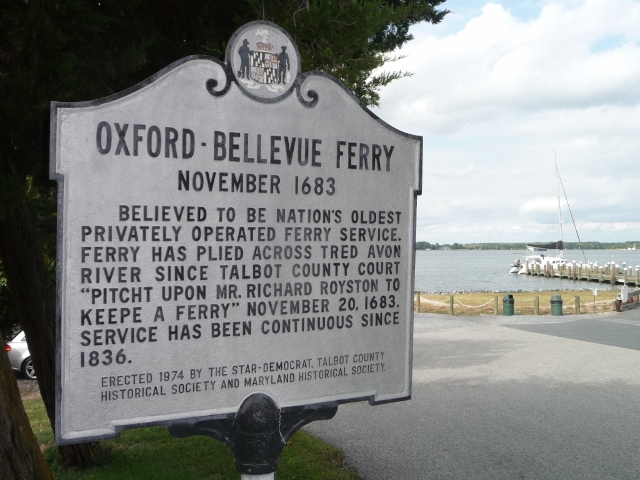 OXFORD-BELLEVUE FERRY
NOVEMBER 1683
BELIEVED TO BE NATION'S OLDEST
PRIVATELY OPERATED FERRY SERVICE.
FERRY HAS PLIED ACROSS TRED AVON
RIVER SINCE TALBOT COUNTY COURT
"PITCHT UPON MR. RICHARD ROYSTON TO
KEEPE A FERRY" NOVEMBER 20, 1683.
SERVICE HAS BEEN CONTINUOUS SINCE
1836.
ERECTED 1974 BY THE STAR-DEMOCRAT, TALBOT COUNTY
HISTORICAL SOCIETY AND MARYLAND HISTORICAL SOCIETY.